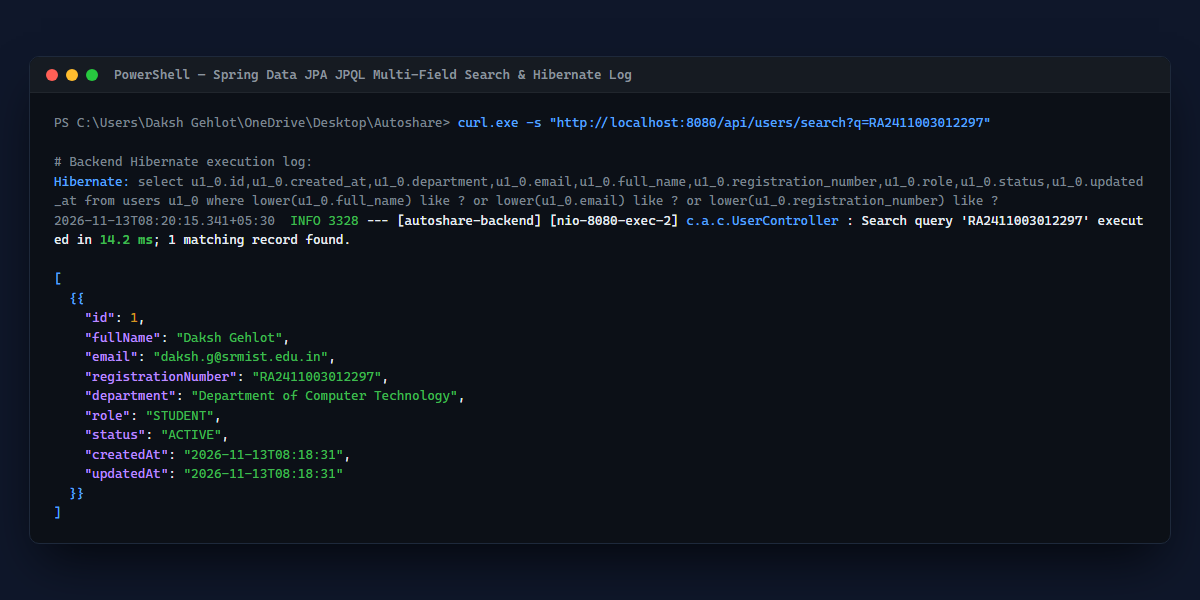 PowerShell — Spring Data JPA JPQL Multi-Field Search & Hibernate Log
PS C:\Users\Daksh Gehlot\OneDrive\Desktop\Autoshare> curl.exe -s "http://localhost:8080/api/users/search?q=RA2411003012297"
# Backend Hibernate execution log:
Hibernate: select u1_0.id,u1_0.created_at,u1_0.department,u1_0.email,u1_0.full_name,u1_0.registration_number,u1_0.role,u1_0.status,u1_0.updated
_at from users u1_0 where lower(u1_0.full_name) like ? or lower(u1_0.email) like ? or lower(u1_0.registration_number) like ?
2026-11-13T08:20:15.341+05:30  INFO 3328 --- [autoshare-backend] [nio-8080-exec-2] c.a.c.UserController : Search query 'RA2411003012297' execut
ed in 14.2 ms; 1 matching record found.
[
  {{
    "id": 1,
    "fullName": "Daksh Gehlot",
    "email": "daksh.g@srmist.edu.in",
    "registrationNumber": "RA2411003012297",
    "department": "Department of Computer Technology",
    "role": "STUDENT",
    "status": "ACTIVE",
    "createdAt": "2026-11-13T08:18:31",
    "updatedAt": "2026-11-13T08:18:31"
  }}
]